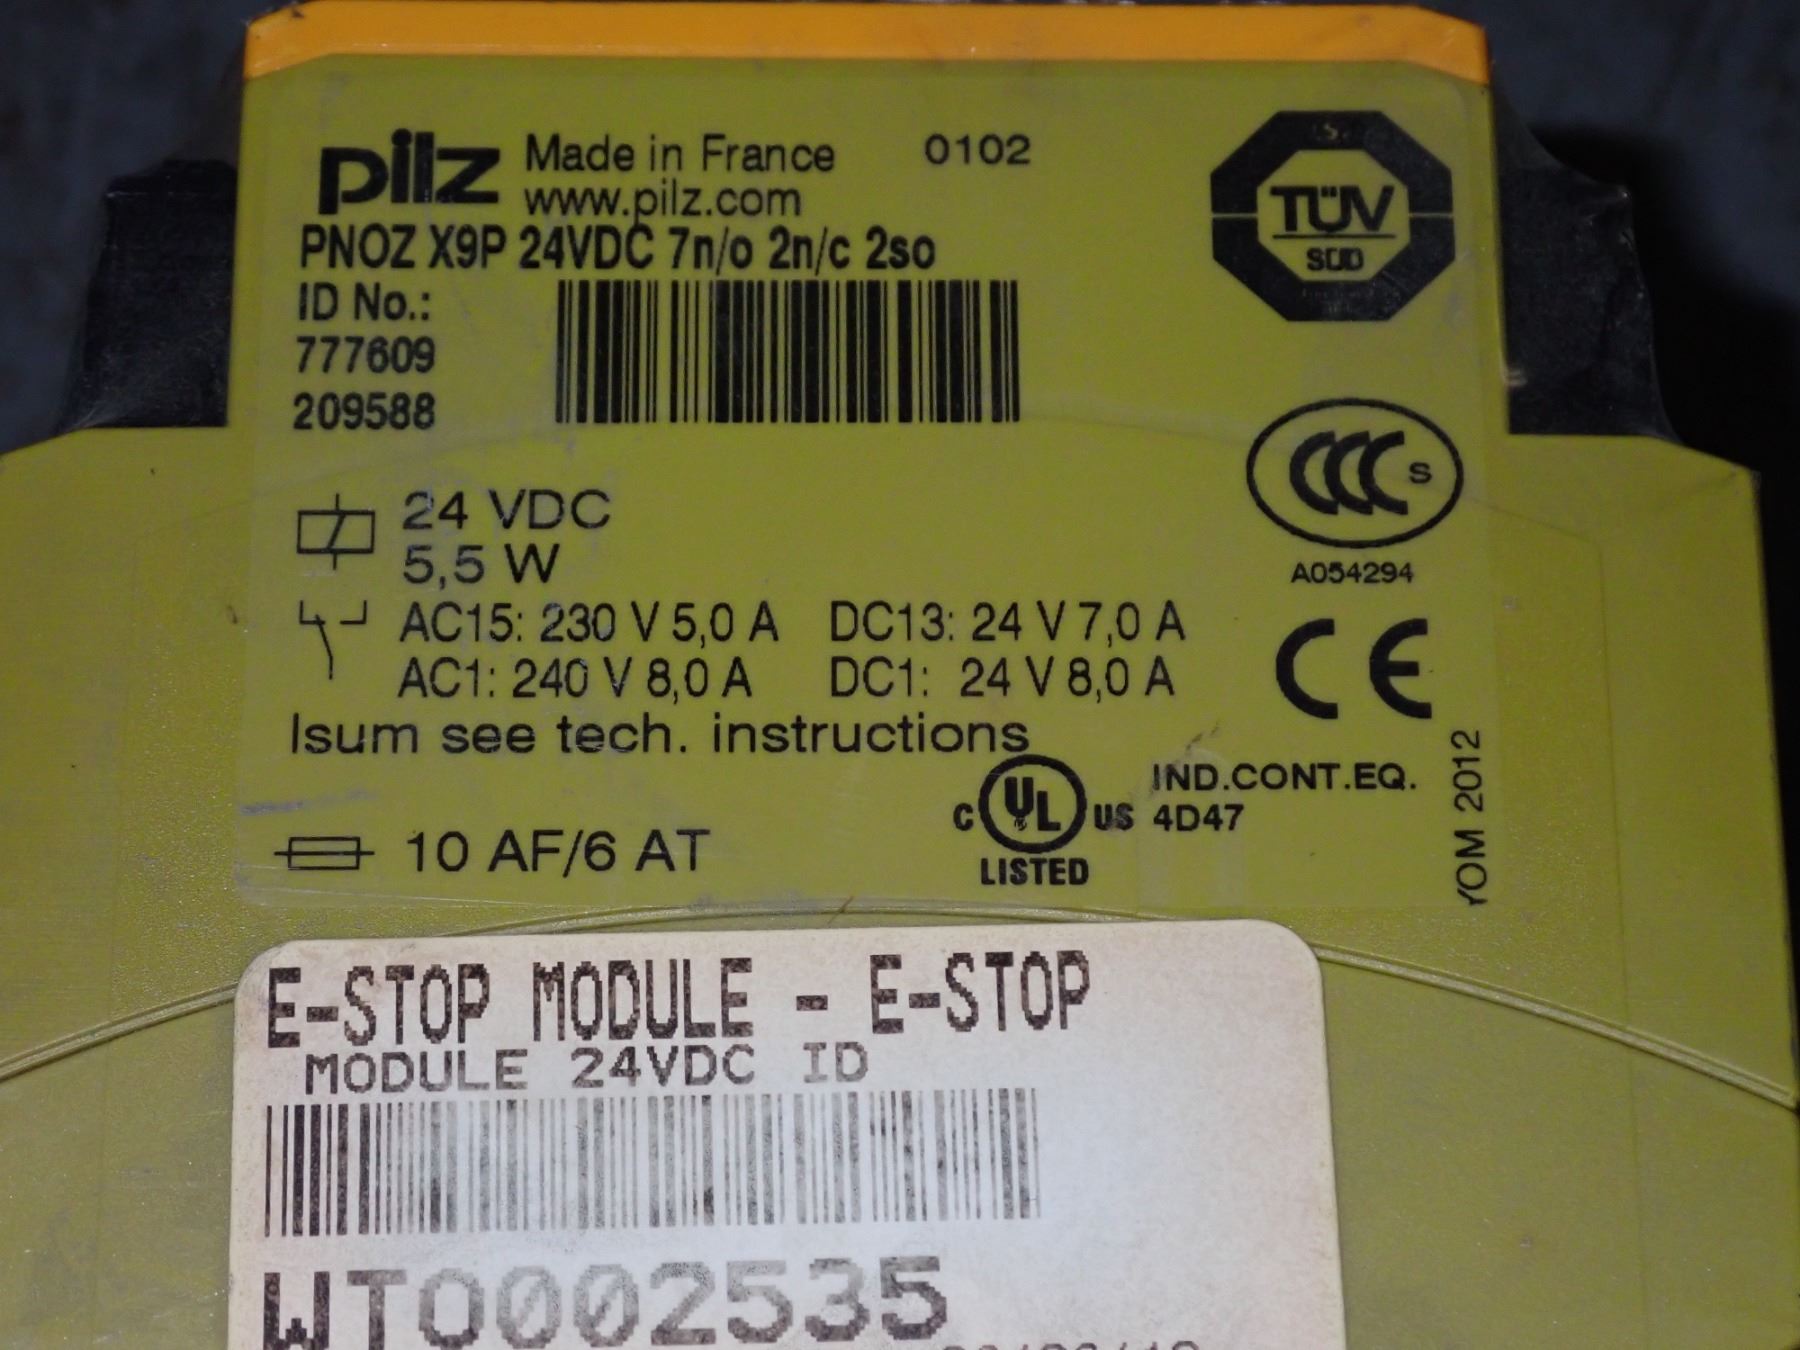 pilz Made in France 0102
www.pilz.com
PNOZ X9P 24VDC 7n/o 2n/c 2so
ID No.:
777609
209588
TÜV
SÜD
CCC S
A054294
24 VDC
5,5 W
AC15: 230 V 5,0 A DC13: 24 V 7,0 A
AC1: 240 V 8,0 A DC1: 24 V 8,0 A
CE
Isum see tech. instructions
C UL US LISTED
IND.CONT.EQ.
4D47
YOM 2012
10 AF/6 AT
E-STOP MODULE - E-STOP
MODULE 24VDC ID
WT0002535